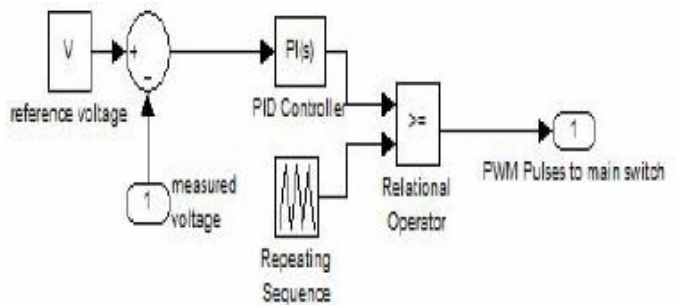 V
+
-
reference voltage
1
measured
voltage
PI(s)
PID Controller
Repeating
Sequence
>=
Relational
Operator
1
PWM Pulses to main switch